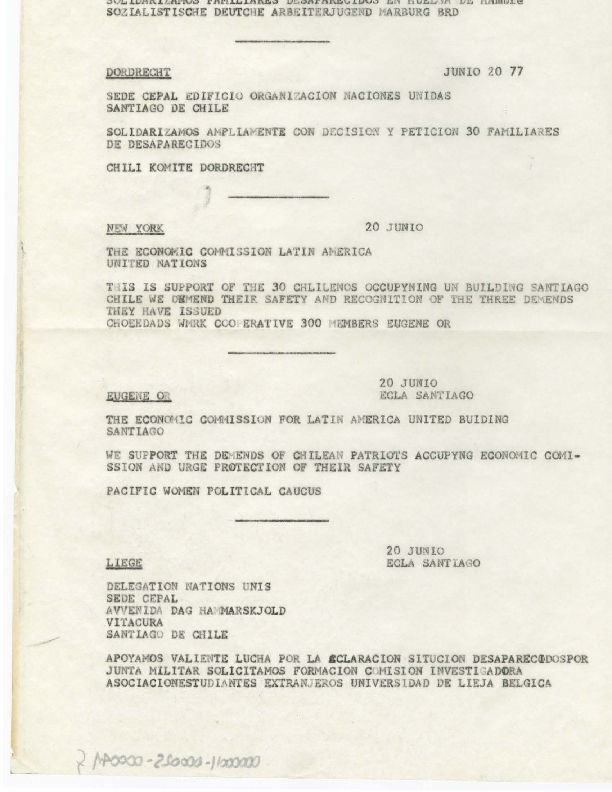 SOLIDARIZAMOS FAMILIARES DESAPARECIDOS EN HUELGA DE HAMBRE
SOZIALISTISCHE DEUTCHE ARBEITERJUGEND MARBURG BRD
DORDRECHT JUNIO 20 77
SEDE CEPAL EDIFICIO ORGANIZACION NACIONES UNIDAS
SANTIAGO DE CHILE
SOLIDARIZAMOS AMPLIAMENTE CON DECISION Y PETICION 30 FAMILIARES
DE DESAPARECIDOS
CHILI KOMITE DORDRECHT
NEW YORK 20 JUNIO
THE ECONOMIC COMMISSION LATIN AMERICA
UNITED NATIONS
THIS IS SUPPORT OF THE 30 CHLILENOS OCCUPYNING UN BUILDING SANTIAGO
CHILE WE DEMEND THEIR SAFETY AND RECOGNITION OF THE THREE DEMENDS
THEY HAVE ISSUED
CHOEHDADS WMRK COOPERATIVE 300 MEMBERS EUGENE OR
20 JUNIO
EUGENE OR ECLA SANTIAGO
THE ECONOMIC COMMISSION FOR LATIN AMERICA UNITED BUIDING
SANTIAGO
WE SUPPORT THE DEMENDS OF CHILEAN PATRIOTS ACCUPYNG ECONOMIC COMI-
SSION AND URGE PROTECTION OF THEIR SAFETY
PACIFIC WOMEN POLITICAL CAUCUS
20 JUNIO
LIEGE ECLA SANTIAGO
DELEGATION NATIONS UNIS
SEDE CEPAL
AVVENIDA DAG HAMMARSKJOLD
VITACURA
SANTIAGO DE CHILE
APOYAMOS VALIENTE LUCHA POR LA ECLARACION SITUCION DESAPARECIDOSPOR
JUNTA MILITAR SOLICITAMOS FORMACION COMISION INVESTIGADORA
ASOCIACIONESTUDIANTES EXTRANJEROS UNIVERSIDAD DE LIEJA BELGICA